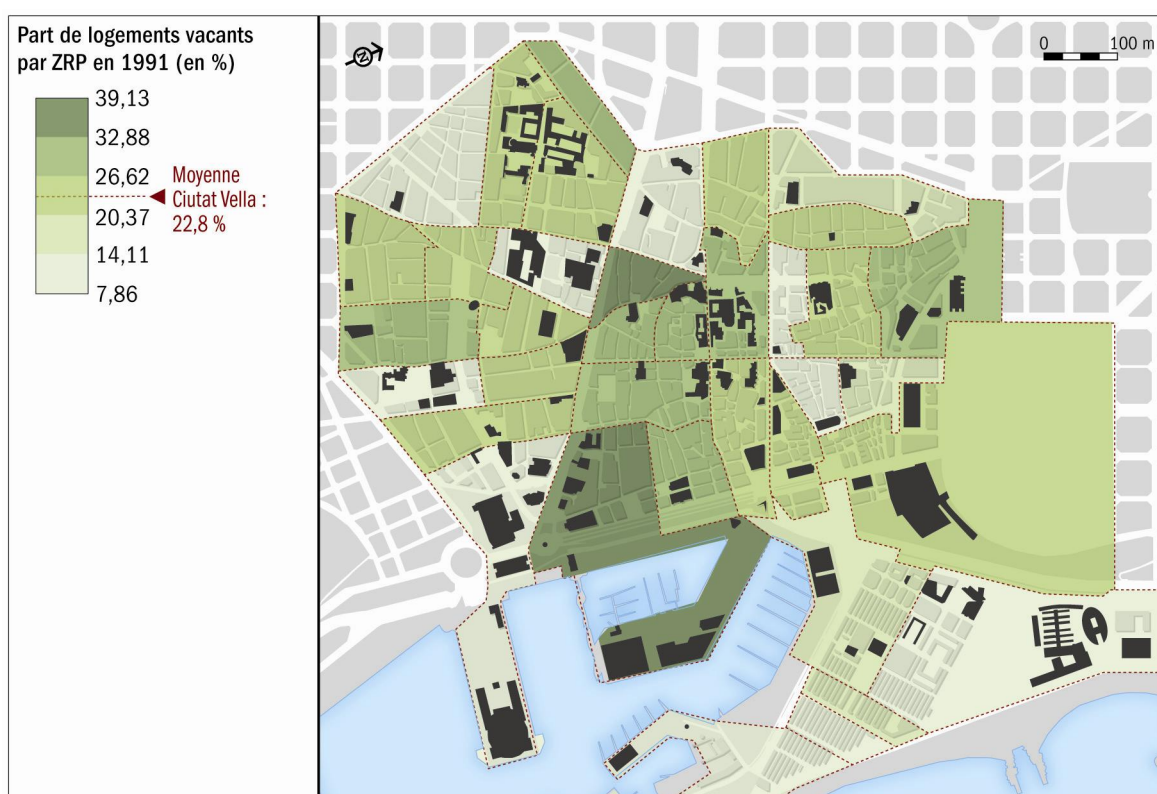 Part de logements vacants
par ZRP en 1991 (en %)
39,13
32,88
26,62
20,37
14,11
7,86
Moyenne
Ciutat Vella :
22,8 %
N
0 100 m